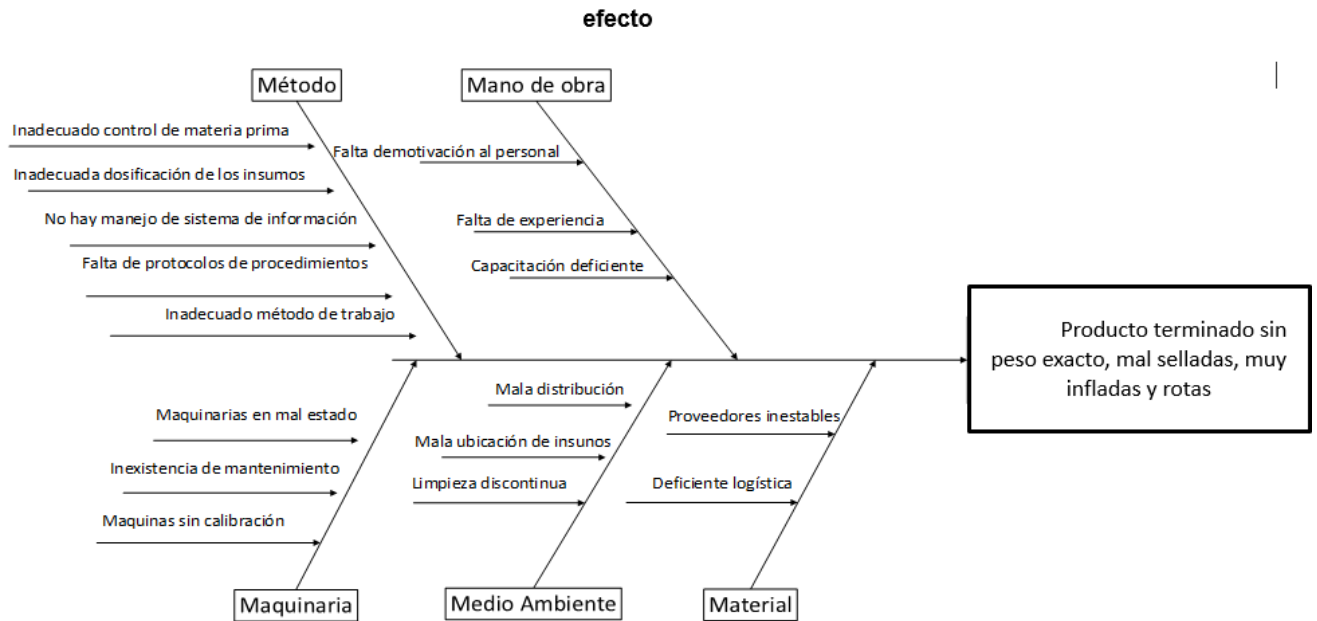 efecto
Método
Mano de obra
Inadecuado control de materia prima
Falta demotivación al personal
Inadecuada dosificación de los insumos
No hay manejo de sistema de información
Falta de experiencia
Falta de protocolos de procedimientos
Capacitación deficiente
Inadecuado método de trabajo
Producto terminado sin
peso exacto, mal selladas, muy
infladas y rotas
Mala distribución
Maquinarias en mal estado
Proveedores inestables
Mala ubicación de insunos
Inexistencia de mantenimiento
Limpieza discontinua
Deficiente logística
Maquinas sin calibración
Maquinaria
Medio Ambiente
Material